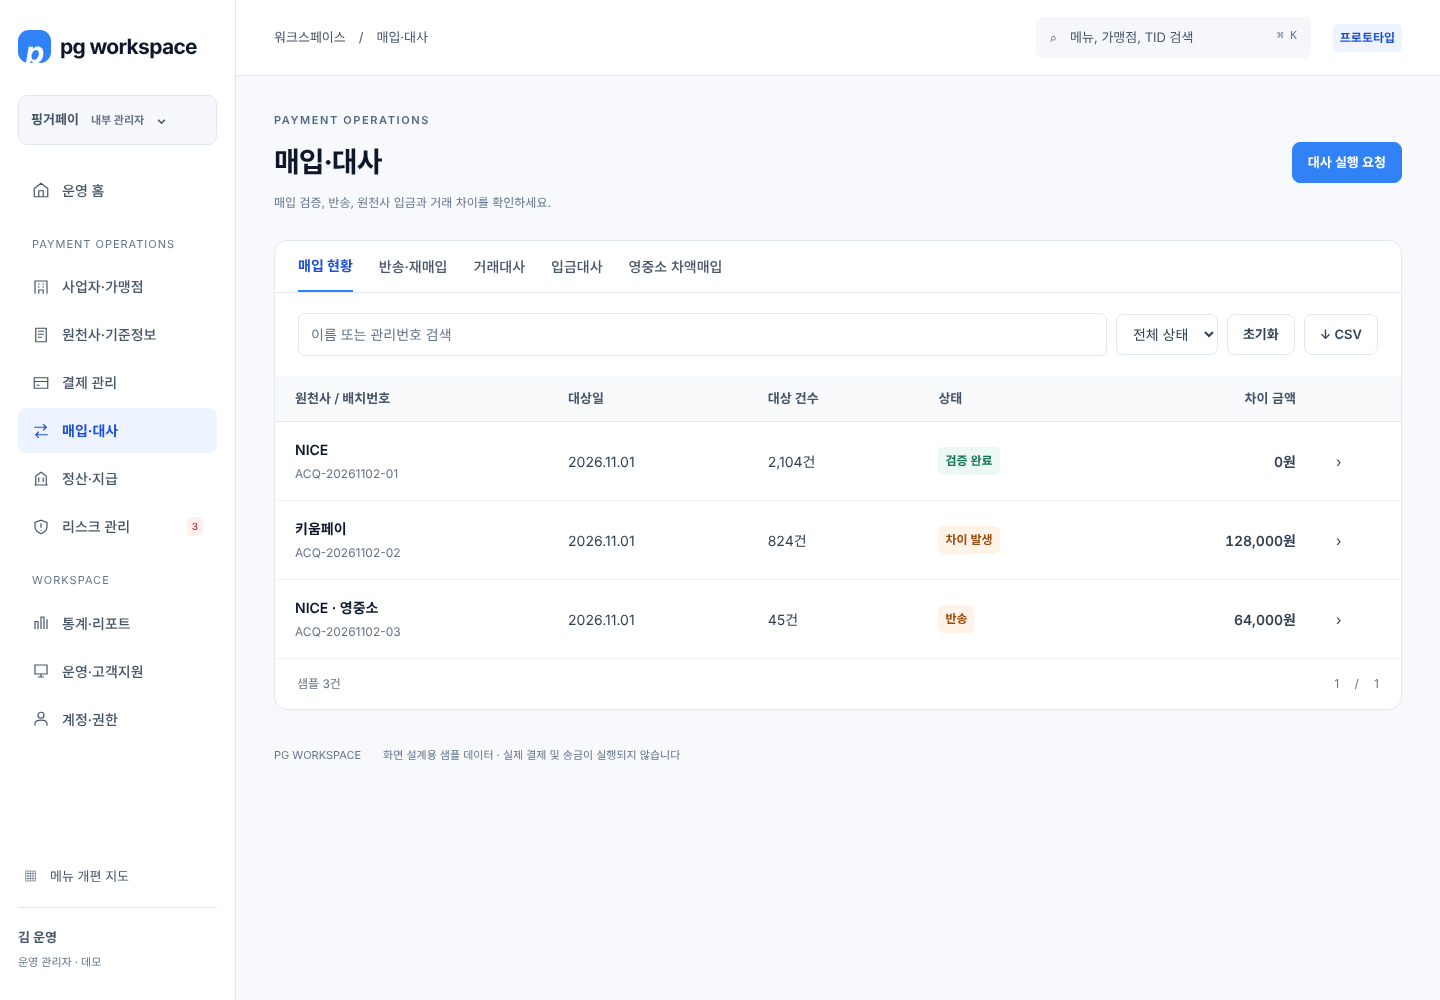 pg workspace
핑거페이 내부 관리자
운영 홈
PAYMENT OPERATIONS
사업자·가맹점
원천사·기준정보
결제 관리
매입·대사
정산·지급
리스크 관리 3
WORKSPACE
통계·리포트
운영·고객지원
계정·권한
메뉴 개편 지도
김 운영
운영 관리자 · 데모
워크스페이스 / 매입·대사
메뉴, 가맹점, TID 검색 ⌘ K
프로토타입
PAYMENT OPERATIONS
매입·대사
매입 검증, 반송, 원천사 입금과 거래 차이를 확인하세요.
대사 실행 요청
매입 현황 반송·재매입 거래대사 입금대사 영중소 차액매입
이름 또는 관리번호 검색 전체 상태 초기화 ↓ CSV
원천사 / 배치번호 대상일 대상 건수 상태 차이 금액
NICE
ACQ-20261102-01 2026.11.01 2,104건 검증 완료 0원 ›
키움페이
ACQ-20261102-02 2026.11.01 824건 차이 발생 128,000원 ›
NICE · 영중소
ACQ-20261102-03 2026.11.01 45건 반송 64,000원 ›
샘플 3건 1 / 1
PG WORKSPACE 화면 설계용 샘플 데이터 · 실제 결제 및 송금이 실행되지 않습니다